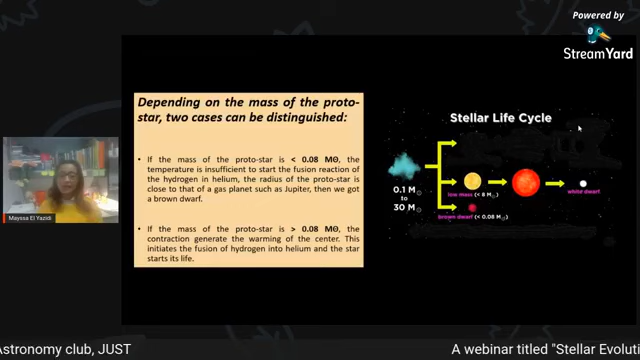 Powered by
StreamYard
Depending on the mass of the proto-
star, two cases can be distinguished:
• If the mass of the proto-star is < 0.08 MΘ, the
temperature is insufficient to start the fusion reaction of
the hydrogen in helium, the radius of the proto-star is
close to that of a gas planet such as Jupiter, then we got
a brown dwarf.
• If the mass of the proto-star is > 0.08 MΘ, the
contraction generate the warming of the center. This
initiates the fusion of hydrogen into helium and the star
starts its life.
Stellar Life Cycle
0.1 M☉
to
30 M☉
low mass (< 8 M☉)
white dwarf
brown dwarf (< 0.08 M☉)
Mayssa El Yazidi
Astronomy club, JUST
A webinar titled "Stellar Evoluti